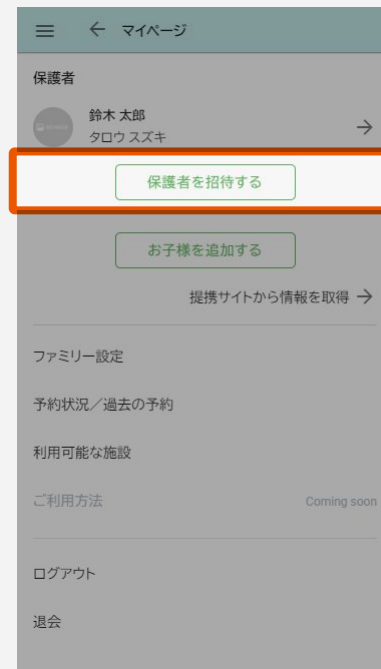 マイページ
保護者
鈴木 太郎
タロウ スズキ
保護者を招待する
お子様を追加する
提携サイトから情報を取得
ファミリー設定
予約状況／過去の予約
利用可能な施設
ご利用方法 Coming soon
ログアウト
退会